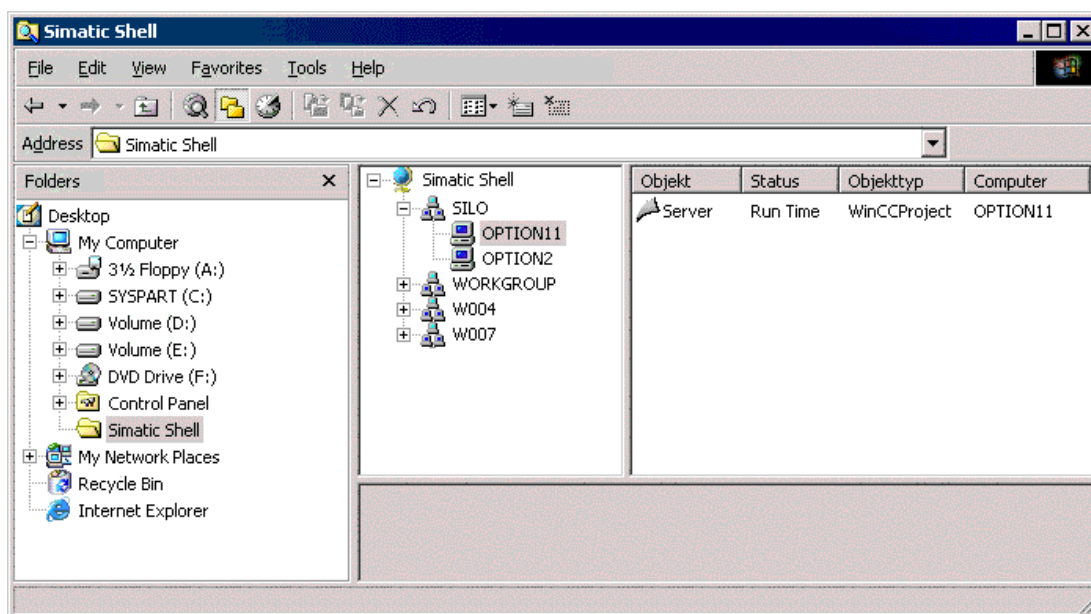 Simatic Shell
File Edit View Favorites Tools Help
Address Simatic Shell
Folders
Desktop
My Computer
3½ Floppy (A:)
SYSPART (C:)
Volume (D:)
Volume (E:)
DVD Drive (F:)
Control Panel
Simatic Shell
My Network Places
Recycle Bin
Internet Explorer
Simatic Shell
SILO
OPTION11
OPTION2
WORKGROUP
W004
W007
Objekt Status Objekttyp Computer
Server Run Time WinCCProject OPTION11